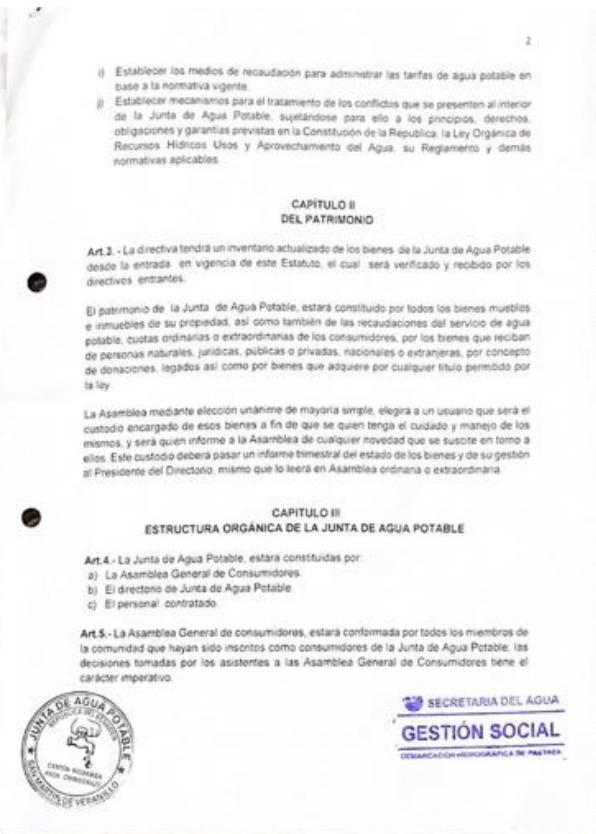 2
i) Establecer los medios de recaudación para administrar las tarifas de agua potable en
base a la normativa vigente.
j) Establecer mecanismos para el tratamiento de los conflictos que se presenten al interior
de la Junta de Agua Potable, sujetándose para ello a los principios, derechos,
obligaciones y garantías previstas en la Constitución de la Republica, la Ley Orgánica de
Recursos Hídricos Usos y Aprovechamiento del Agua, su Reglamento y demás
normativas aplicables.
CAPÍTULO II
DEL PATRIMONIO
Art.3. - La directiva tendrá un inventario actualizado de los bienes de la Junta de Agua Potable
desde la entrada en vigencia de este Estatuto, el cual será verificado y recibido por los
directivos entrantes.
El patrimonio de la Junta de Agua Potable, estará constituido por todos los bienes muebles
e inmuebles de su propiedad, así como también de las recaudaciones del servicio de agua
potable, cuotas ordinarias o extraordinarias de los consumidores, por los bienes que reciban
de personas naturales, jurídicas, públicas o privadas, nacionales o extranjeras, por concepto
de donaciones, legados así como por bienes que adquiere por cualquier título permitido por
la ley.
La Asamblea mediante elección unánime de mayoría simple, elegirá a un usuario que será el
custodio encargado de esos bienes a fin de que se quien tenga el cuidado y manejo de los
mismos, y será quien informe a la Asamblea de cualquier novedad que se suscite en torno a
ellos. Este custodio deberá pasar un informe trimestral del estado de los bienes y de su gestión
al Presidente del Directorio, mismo que lo leerá en Asamblea ordinaria o extraordinaria.
CAPITULO III
ESTRUCTURA ORGÁNICA DE LA JUNTA DE AGUA POTABLE
Art.4.- La Junta de Agua Potable, estará constituidas por:
a) La Asamblea General de Consumidores.
b) El directorio de Junta de Agua Potable
c) El personal contratado.
Art.5.- La Asamblea General de consumidores, estará conformada por todos los miembros de
la comunidad que hayan sido inscritos como consumidores de la Junta de Agua Potable; las
decisiones tomadas por los asistentes a las Asamblea General de Consumidores tiene el
carácter imperativo.
JUNTA DE AGUA POTABLE
REPUBLICA DEL ECUADOR
CANTON RIOBAMBA
PROV CHIMBORAZO
SAN MARTIN DE VERANILLO
SECRETARIA DEL AGUA
GESTIÓN SOCIAL
DEMARCACION HIDROGRÁFICA DE PASTAZA